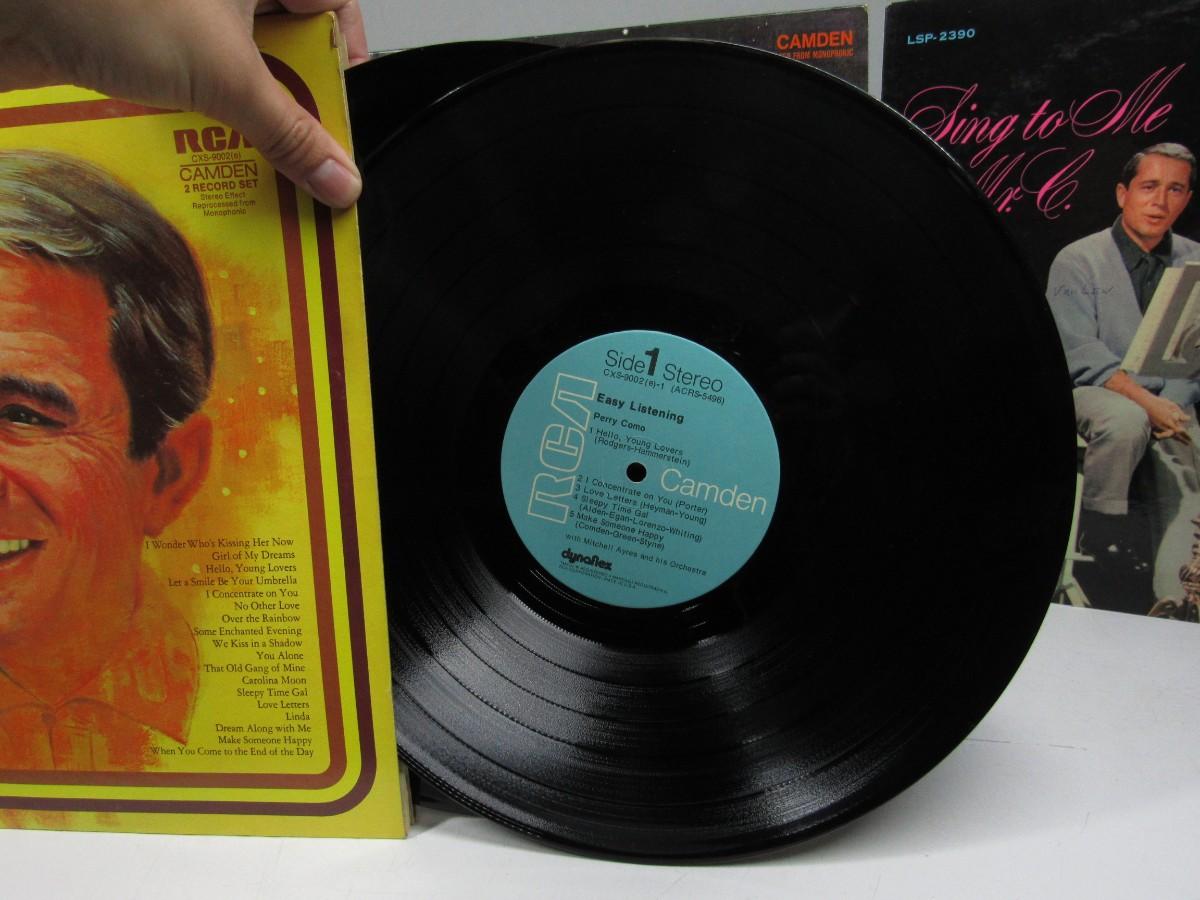 RCA
CXS-9002(e)
CAMDEN
2 RECORD SET
Stereo Effect
Reprocessed from
Monophonic
I Wonder Who's Kissing Her Now
Girl of My Dreams
Hello, Young Lovers
Let a Smile Be Your Umbrella
I Concentrate on You
No Other Love
Over the Rainbow
Some Enchanted Evening
We Kiss in a Shadow
You Alone
That Old Gang of Mine
Carolina Moon
Sleepy Time Gal
Love Letters
Linda
Dream Along with Me
Make Someone Happy
When You Come to the End of the Day
CAMDEN
FROM MONOPHONIC
Side 1 Stereo
CXS-9002(e)-1 (ACRS-5496)
Easy Listening
Perry Como
1 Hello, Young Lovers
(Rodgers-Hammerstein)
RCA Camden
2 I Concentrate on You (Porter)
3 Love Letters (Heyman-Young)
4 Sleepy Time Gal
(Alden-Egan-Lorenzo-Whiting)
5 Make Someone Happy
(Comden-Green-Styne)
with Mitchell Ayres and his Orchestra
dynaflex
LSP-2390
Sing to Me
Mr. C.